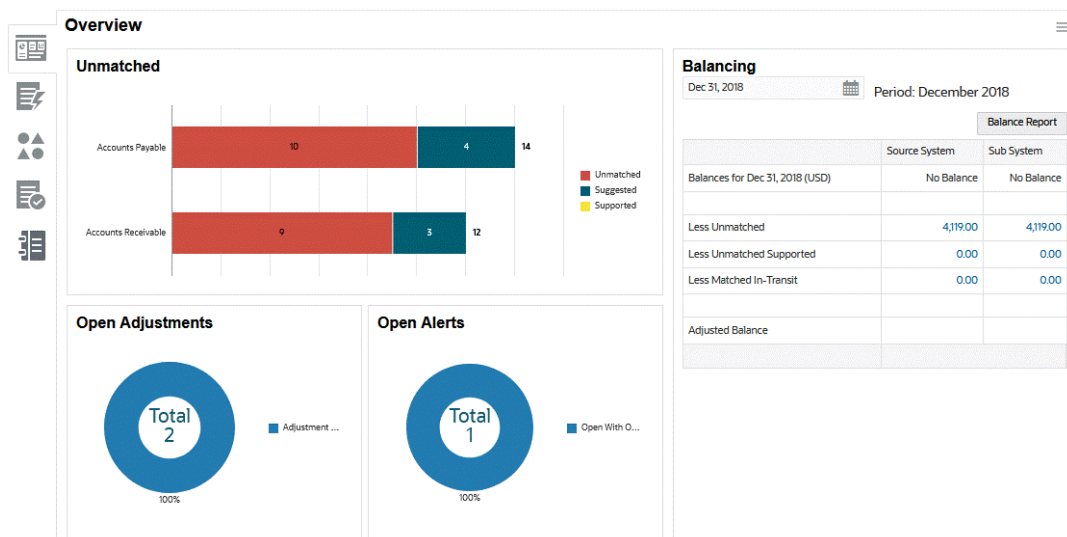 Overview
Unmatched
Accounts Payable
10
4
14
Accounts Receivable
9
3
12
Unmatched
Suggested
Supported
Open Adjustments
Total
2
100%
Adjustment ...
Open Alerts
Total
1
100%
Open With O...
Balancing
Dec 31, 2018
Period: December 2018
Balance Report
Source System Sub System
Balances for Dec 31, 2018 (USD) No Balance No Balance
Less Unmatched 4,119.00 4,119.00
Less Unmatched Supported 0.00 0.00
Less Matched In-Transit 0.00 0.00
Adjusted Balance